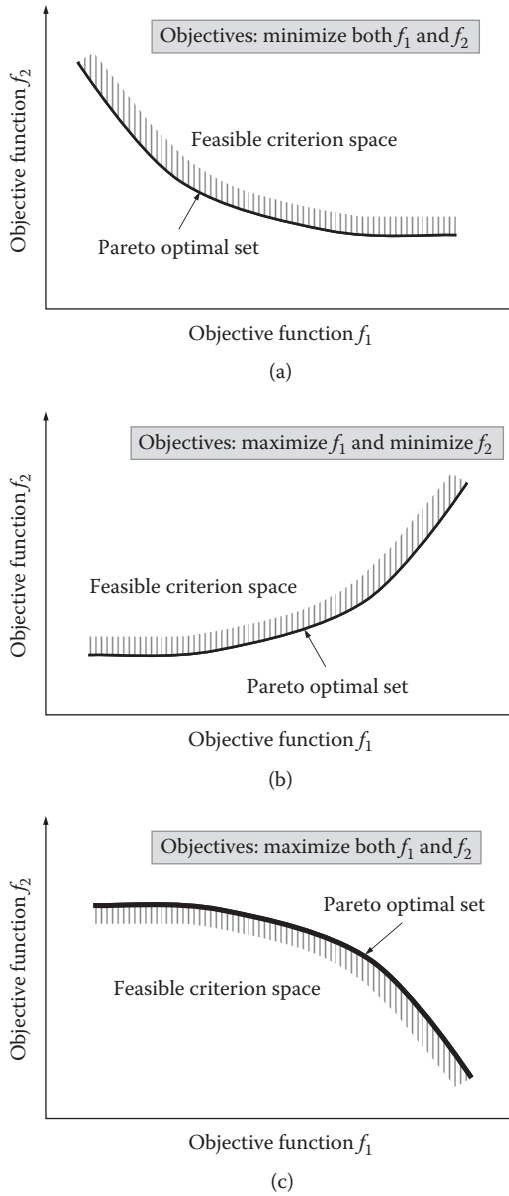 Objectives: minimize both f₁ and f₂
Objective function f₂
Feasible criterion space
Pareto optimal set
Objective function f₁
(a)
Objectives: maximize f₁ and minimize f₂
Objective function f₂
Feasible criterion space
Pareto optimal set
Objective function f₁
(b)
Objectives: maximize both f₁ and f₂
Objective function f₂
Pareto optimal set
Feasible criterion space
Objective function f₁
(c)